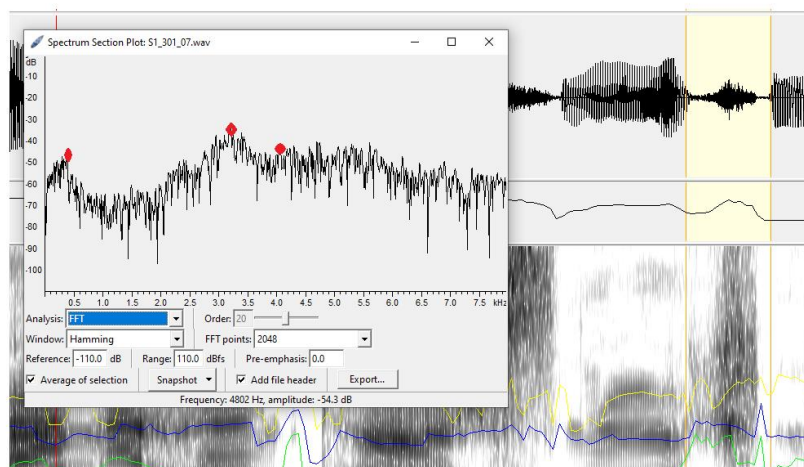 Spectrum Section Plot: S1_301_07.wav
dB
-10
-20
-30
-40
-50
-60
-70
-80
-90
-100
0.5 1.0 1.5 2.0 2.5 3.0 3.5 4.0 4.5 5.0 5.5 6.0 6.5 7.0 7.5 kHz
Analysis: FFT Order: 20
Window: Hamming FFT points: 2048
Reference: -110.0 dB Range: 110.0 dBfs Pre-emphasis: 0.0
Average of selection Snapshot Add file header Export...
Frequency: 4802 Hz, amplitude: -54.3 dB